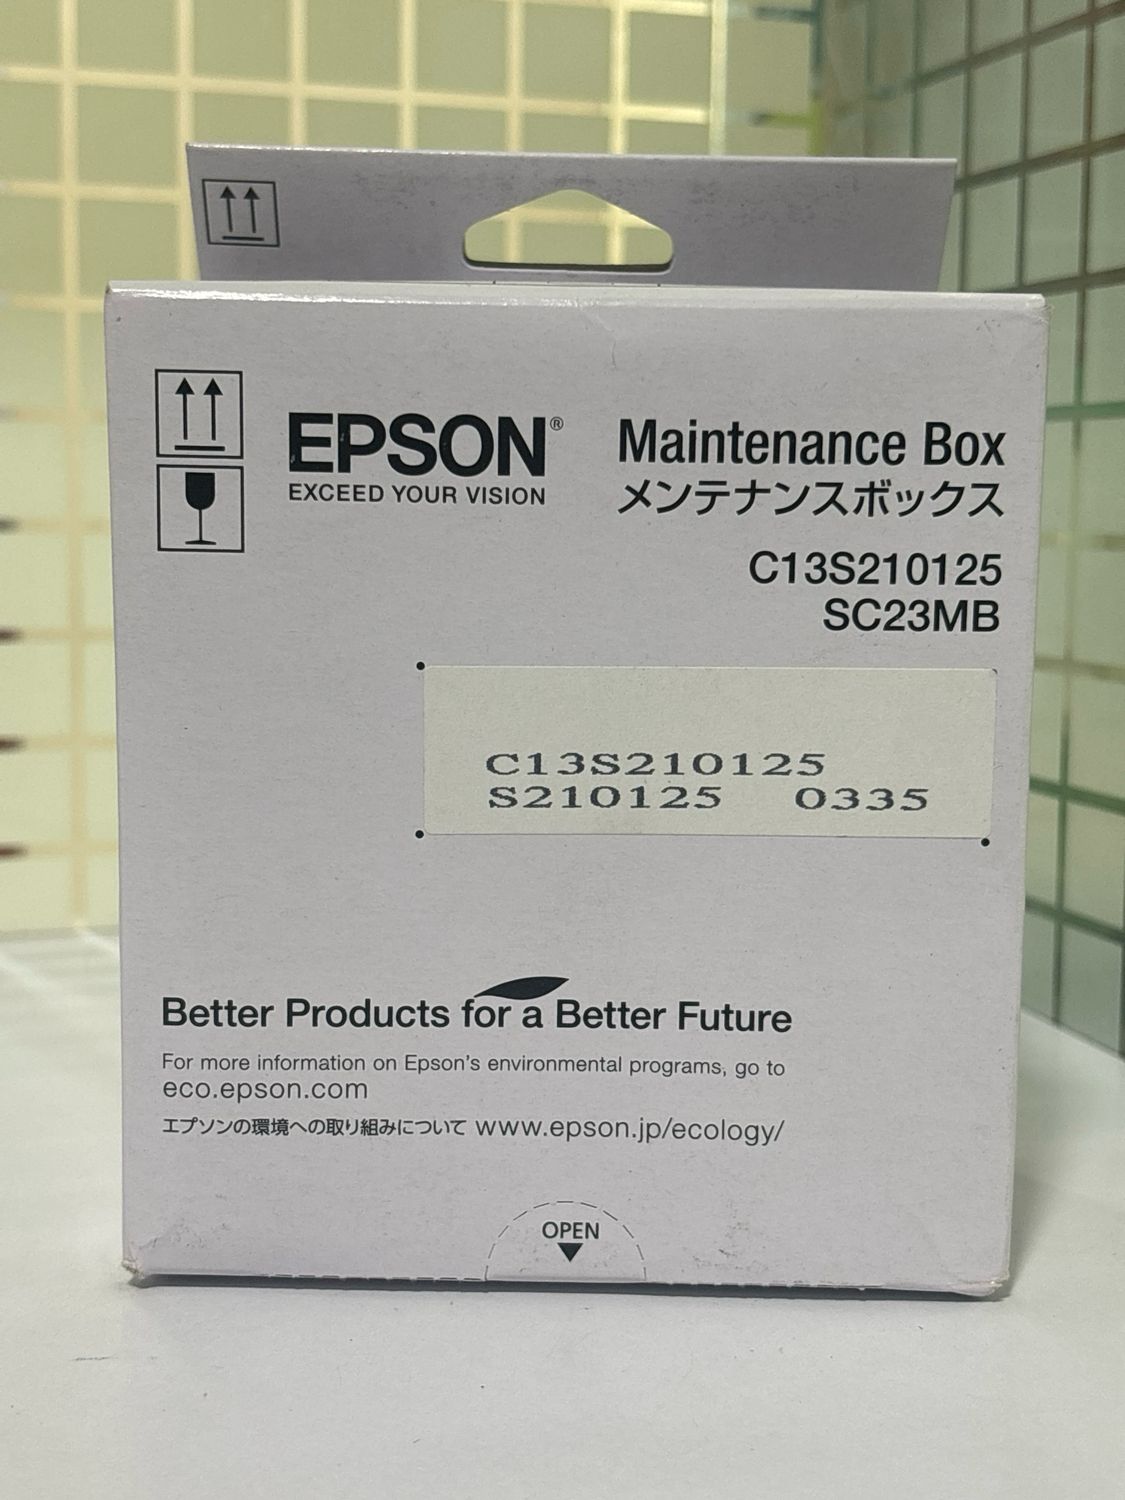 EPSON®
EXCEED YOUR VISION
Maintenance Box
メンテナンスボックス
C13S210125
SC23MB
C13S210125
S210125 0335
Better Products for a Better Future
For more information on Epson's environmental programs, go to
eco.epson.com
エプソンの環境への取り組みについて www.epson.jp/ecology/
OPEN